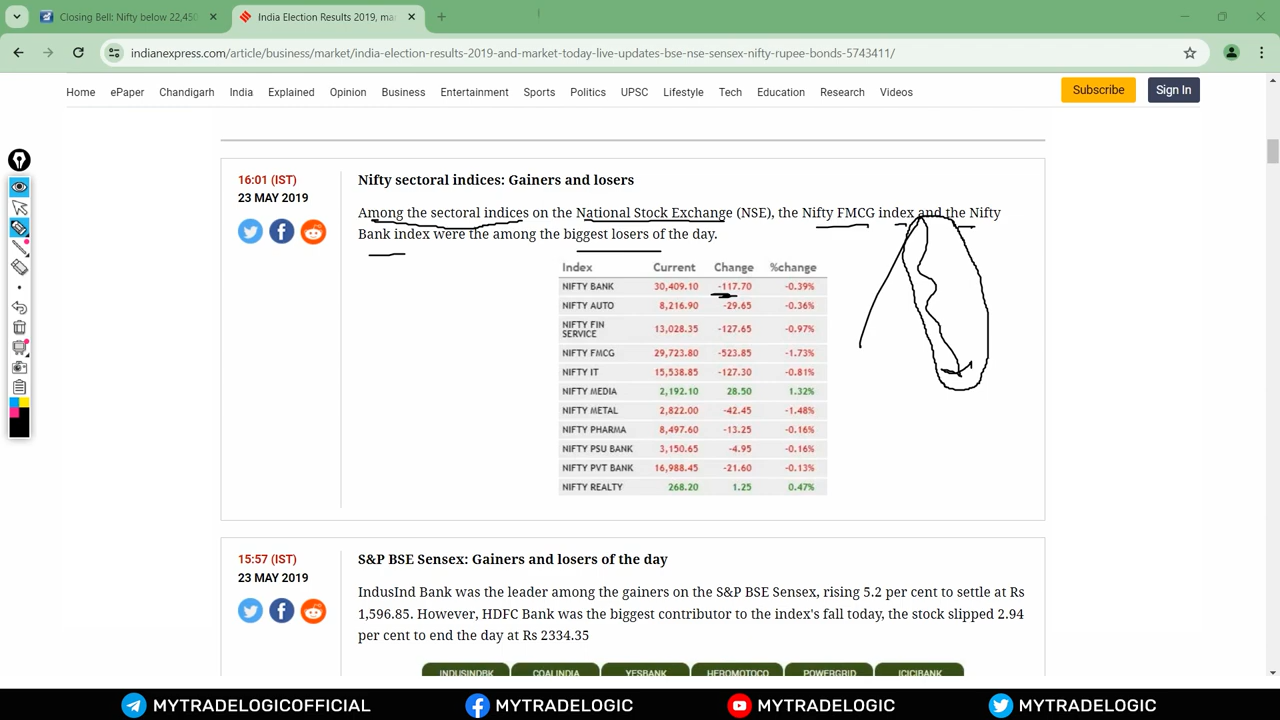 Closing Bell: Nifty below 22,450
India Election Results 2019, mar
indianexpress.com/article/business/market/india-election-results-2019-and-market-today-live-updates-bse-nse-sensex-nifty-rupee-bonds-5743411/
Home ePaper Chandigarh India Explained Opinion Business Entertainment Sports Politics UPSC Lifestyle Tech Education Research Videos Subscribe Sign In
16:01 (IST)
23 MAY 2019
Nifty sectoral indices: Gainers and losers
Among the sectoral indices on the National Stock Exchange (NSE), the Nifty FMCG index and the Nifty
Bank index were the among the biggest losers of the day.
Index Current Change %change
NIFTY BANK 30,409.10 -117.70 -0.39%
NIFTY AUTO 8,216.90 -29.65 -0.36%
NIFTY FIN
SERVICE 13,028.35 -127.65 -0.97%
NIFTY FMCG 29,723.80 -523.85 -1.73%
NIFTY IT 15,538.85 -127.30 -0.81%
NIFTY MEDIA 2,192.10 28.50 1.32%
NIFTY METAL 2,822.00 -42.45 -1.48%
NIFTY PHARMA 8,497.60 -13.25 -0.16%
NIFTY PSU BANK 3,150.65 -4.95 -0.16%
NIFTY PVT BANK 16,988.45 -21.60 -0.13%
NIFTY REALTY 268.20 1.25 0.47%
15:57 (IST)
23 MAY 2019
S&P BSE Sensex: Gainers and losers of the day
IndusInd Bank was the leader among the gainers on the S&P BSE Sensex, rising 5.2 per cent to settle at Rs
1,596.85. However, HDFC Bank was the biggest contributor to the index's fall today, the stock slipped 2.94
per cent to end the day at Rs 2334.35
INDUSINDBK COALINDIA YESBANK HEROMOTOCO POWERGRID ICICIBANK
MYTRADELOGICOFFICIAL MYTRADELOGIC MYTRADELOGIC MYTRADELOGIC